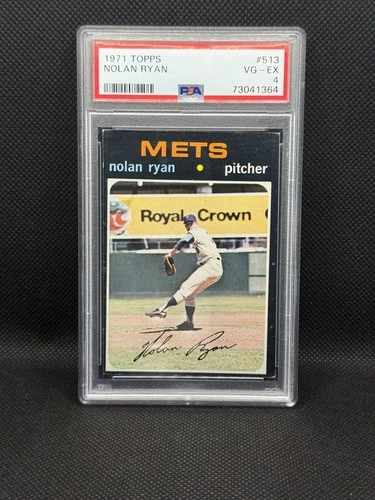 1971 TOPPS #513
NOLAN RYAN VG-EX
4
PSA 73041364
METS
nolan ryan • pitcher
Royal Crown
Nolan Ryan